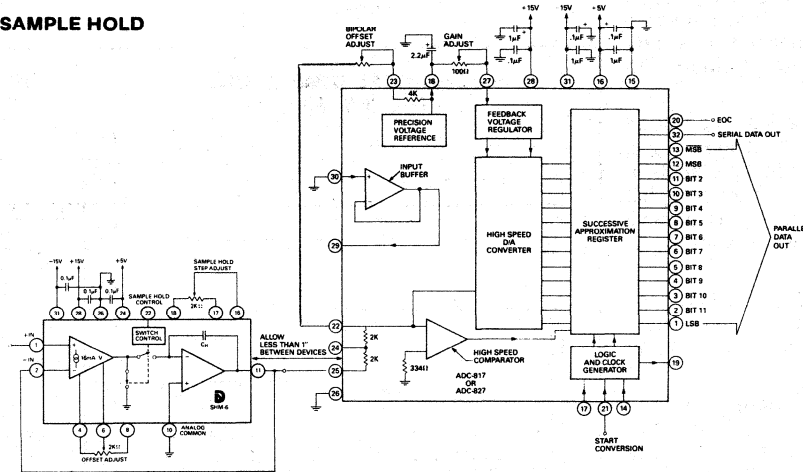 SAMPLE HOLD
BIPOLAR
OFFSET
ADJUST
GAIN
ADJUST
2.2μF
100Ω
+15V
1μF
.1μF
15V
.1μF
1μF
+5V
.1μF
1μF
23
18
27
28
31
16
15
4K
PRECISION
VOLTAGE
REFERENCE
FEEDBACK
VOLTAGE
REGULATOR
20
EOC
32
SERIAL DATA OUT
13
MSB
12
MSB
11
BIT 2
10
BIT 3
9
BIT 4
8
BIT 5
7
BIT 6
6
BIT 7
5
BIT 8
4
BIT 9
3
BIT 10
2
BIT 11
1
LSB
PARALLE
DATA
OUT
30
INPUT
BUFFER
29
HIGH SPEED
D/A
CONVERTER
SUCCESSIVE
APPROXIMATION
REGISTER
22
24
25
26
2K
2K
334Ω
HIGH SPEED
COMPARATOR
ADC-817
OR
ADC-827
LOGIC
AND CLOCK
GENERATOR
19
17
21
14
START
CONVERSION
-15V
+15V
+5V
0.1μF
0.1μF
0.1μF
SAMPLE HOLD
CONTROL
SAMPLE HOLD
STEP ADJUST
2KΩ
31
28
26
24
22
18
17
16
SWITCH
CONTROL
+IN
1
-IN
7
16mA V
CH
SHM-6
11
ALLOW
LESS THAN 1"
BETWEEN DEVICES
4
6
8
10
ANALOG
COMMON
2KΩ
OFFSET ADJUST